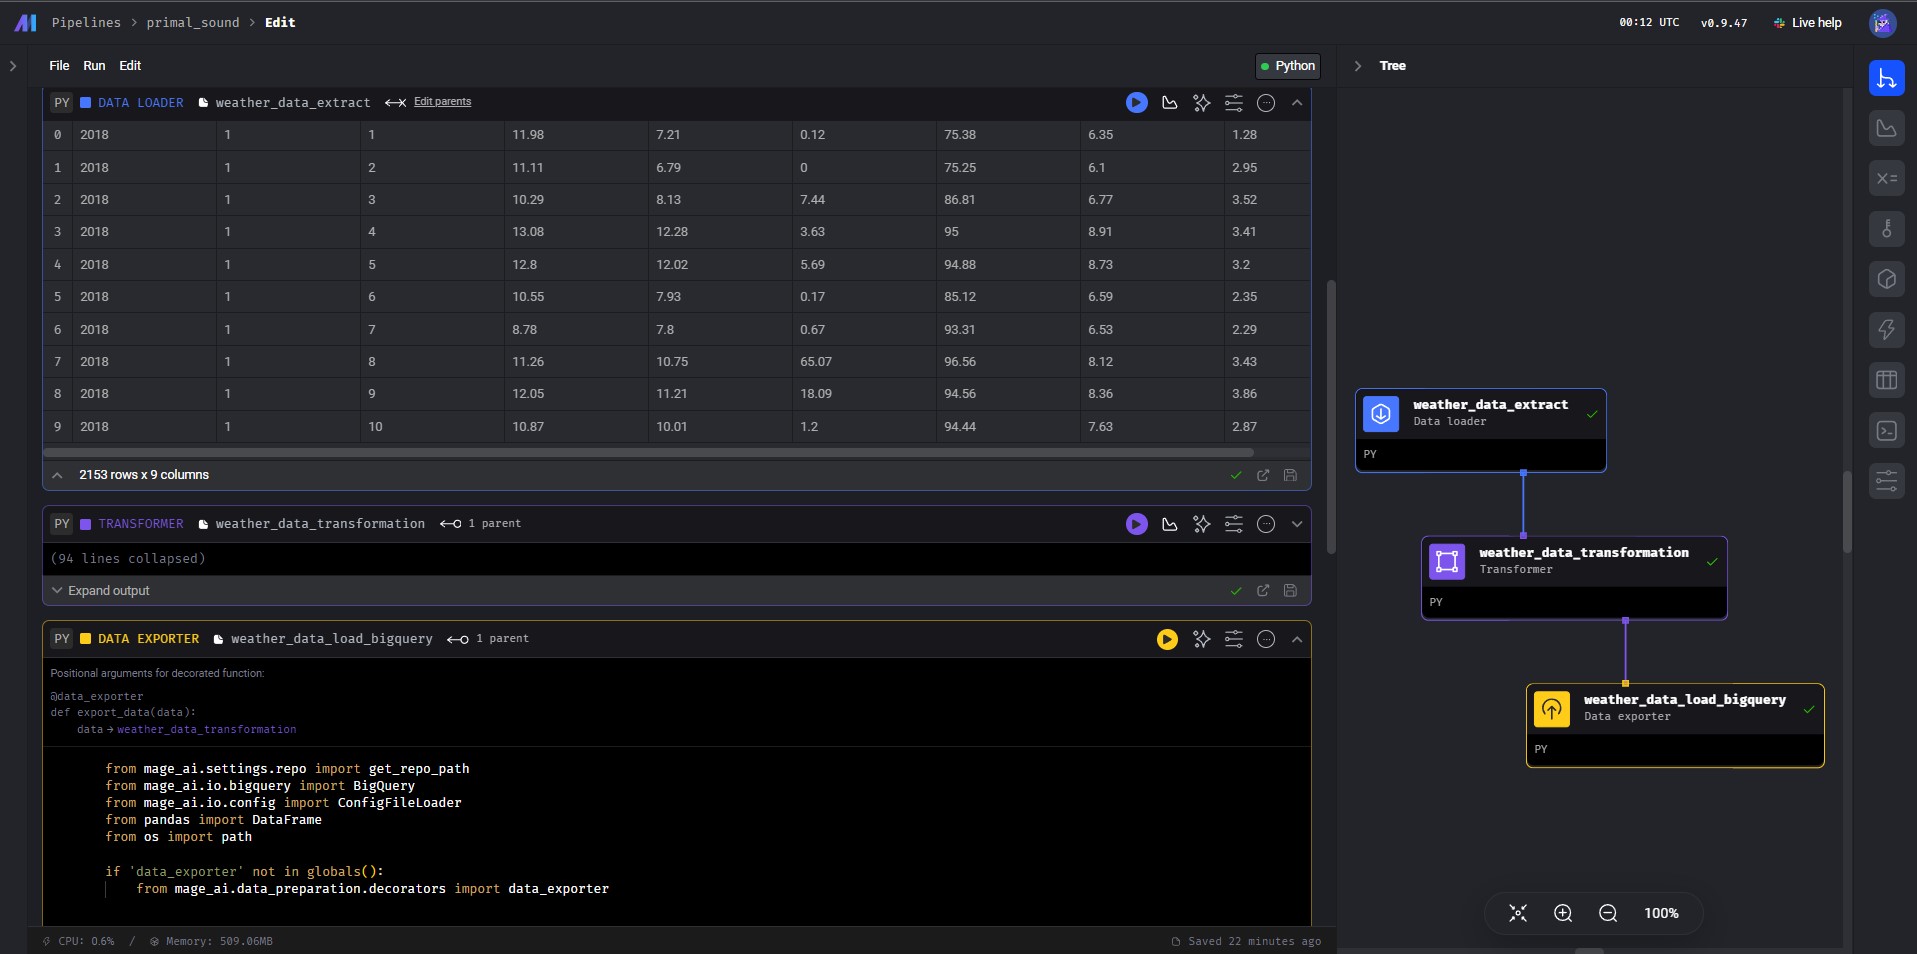 Pipelines > primal_sound > Edit
00:12 UTC v0.9.47 Live help
File Run Edit
Python
Tree
PY DATA LOADER weather_data_extract Edit parents
0 2018 1 1 11.98 7.21 0.12 75.38 6.35 1.28
1 2018 1 2 11.11 6.79 0 75.25 6.1 2.95
2 2018 1 3 10.29 8.13 7.44 86.81 6.77 3.52
3 2018 1 4 13.08 12.28 3.63 95 8.91 3.41
4 2018 1 5 12.8 12.02 5.69 94.88 8.73 3.2
5 2018 1 6 10.55 7.93 0.17 85.12 6.59 2.35
6 2018 1 7 8.78 7.8 0.67 93.31 6.53 2.29
7 2018 1 8 11.26 10.75 65.07 96.56 8.12 3.43
8 2018 1 9 12.05 11.21 18.09 94.56 8.36 3.86
9 2018 1 10 10.87 10.01 1.2 94.44 7.63 2.87
2153 rows x 9 columns
PY TRANSFORMER weather_data_transformation 1 parent
(94 lines collapsed)
Expand output
PY DATA EXPORTER weather_data_load_bigquery 1 parent
Positional arguments for decorated function:
@data_exporter
def export_data(data):
data → weather_data_transformation
from mage_ai.settings.repo import get_repo_path
from mage_ai.io.bigquery import BigQuery
from mage_ai.io.config import ConfigFileLoader
from pandas import DataFrame
from os import path
if 'data_exporter' not in globals():
from mage_ai.data_preparation.decorators import data_exporter
CPU: 0.6% / Memory: 509.06MB
Saved 22 minutes ago
weather_data_extract
Data loader
PY
weather_data_transformation
Transformer
PY
weather_data_load_bigquery
Data exporter
PY
100%